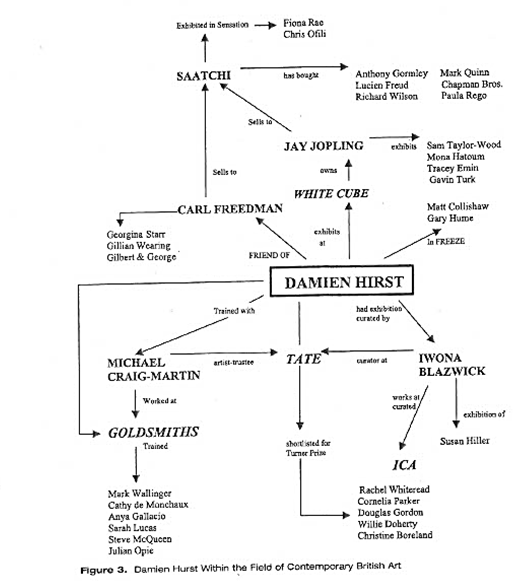 Exhibited in Sensation
Fiona Rae
Chris Ofili
SAATCHI
has bought
Anthony Gormley
Lucien Freud
Richard Wilson
Mark Quinn
Chapman Bros.
Paula Rego
Sells to
JAY JOPLING
exhibits
Sam Taylor-Wood
Mona Hatoum
Tracey Emin
Gavin Turk
owns
Sells to
WHITE CUBE
CARL FREEDMAN
Matt Collishaw
Gary Hume
Georgina Starr
Gillian Wearing
Gilbert & George
exhibits
at
in FREEZE
FRIEND OF
DAMIEN HIRST
Trained with
had exhibition
curated by
MICHAEL
CRAIG-MARTIN
artist-trustee
TATE
curator at
IWONA
BLAZWICK
Worked at
works at
curated
exhibition of
GOLDSMITHS
Trained
shortlisted for
Turner Prize
Susan Hiller
ICA
Mark Wallinger
Cathy de Monchaux
Anya Gallacio
Sarah Lucas
Steve McQueen
Julian Opie
Rachel Whiteread
Cornelia Parker
Douglas Gordon
Willie Doherty
Christine Boreland
Figure 3. Damien Hurst Within the Field of Contemporary British Art